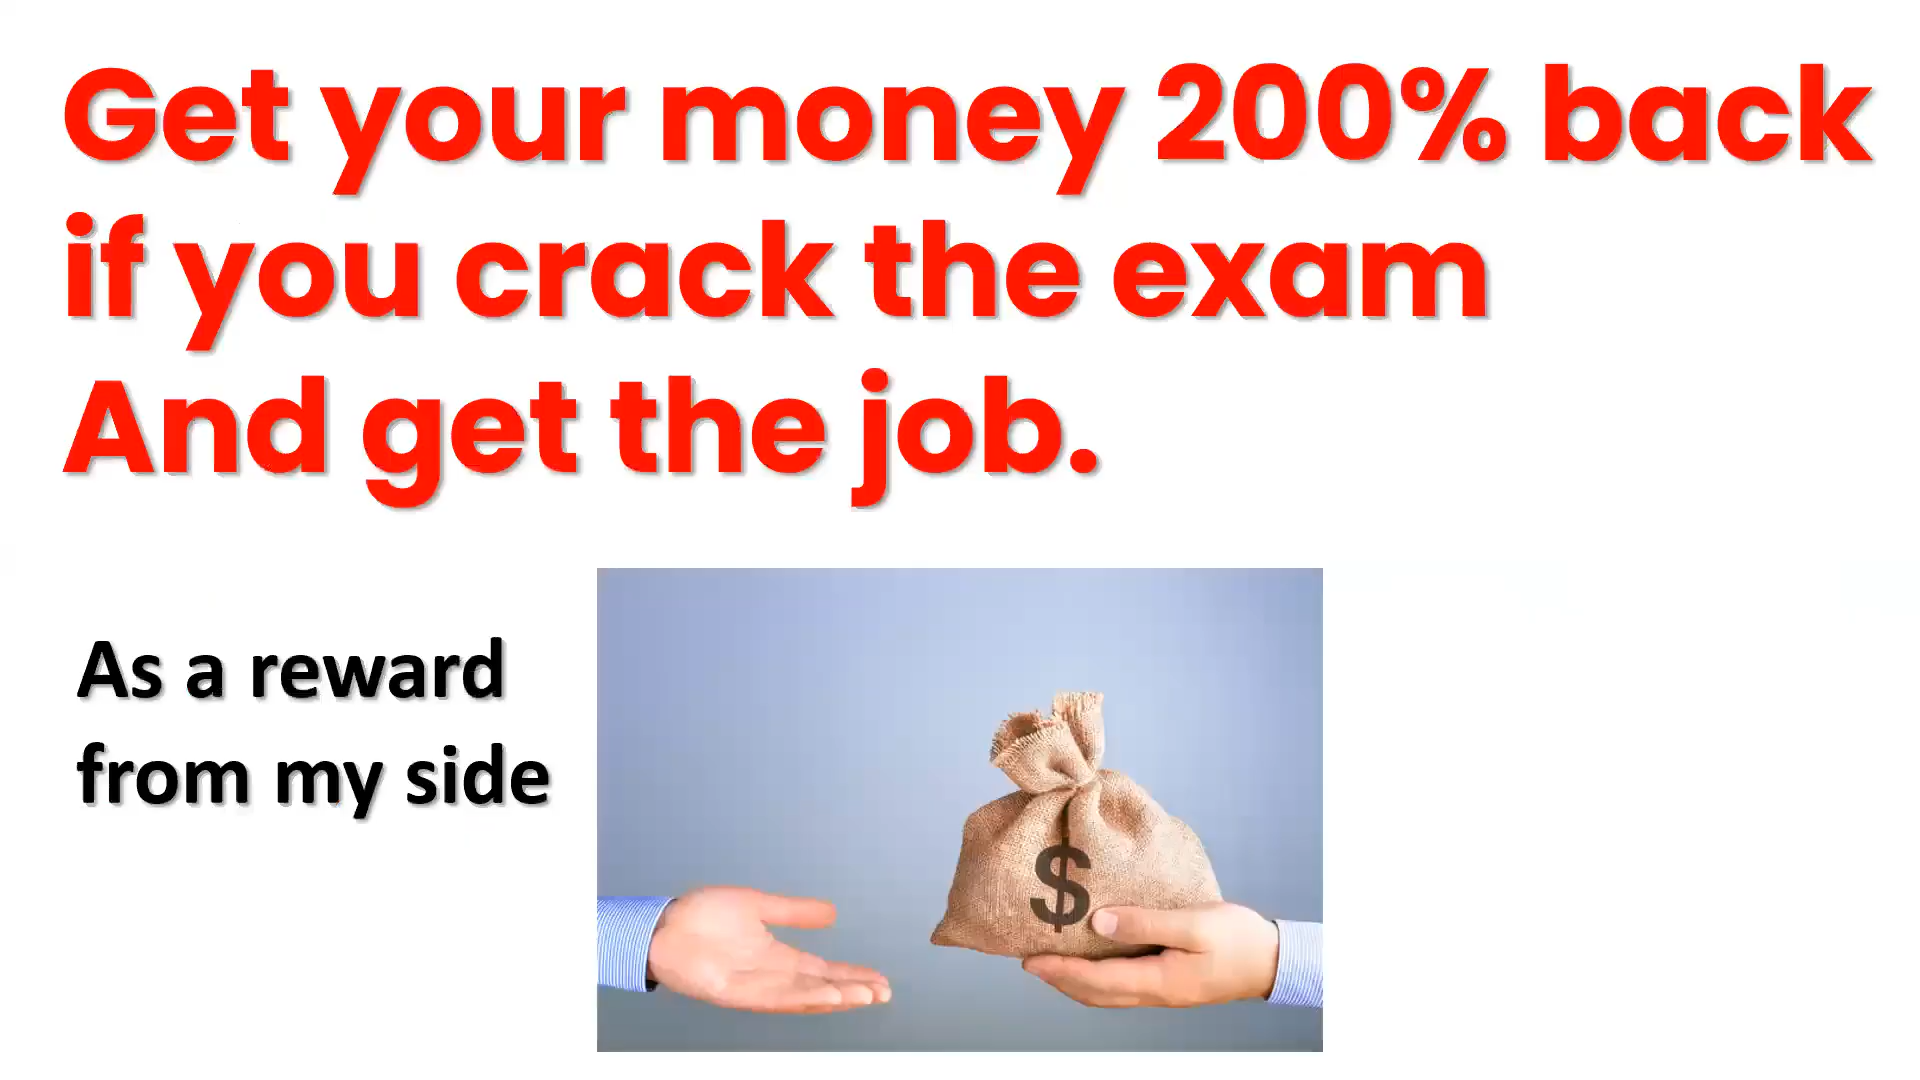 Get your money 200% back
if you crack the exam
And get the job.
As a reward
from my side
$